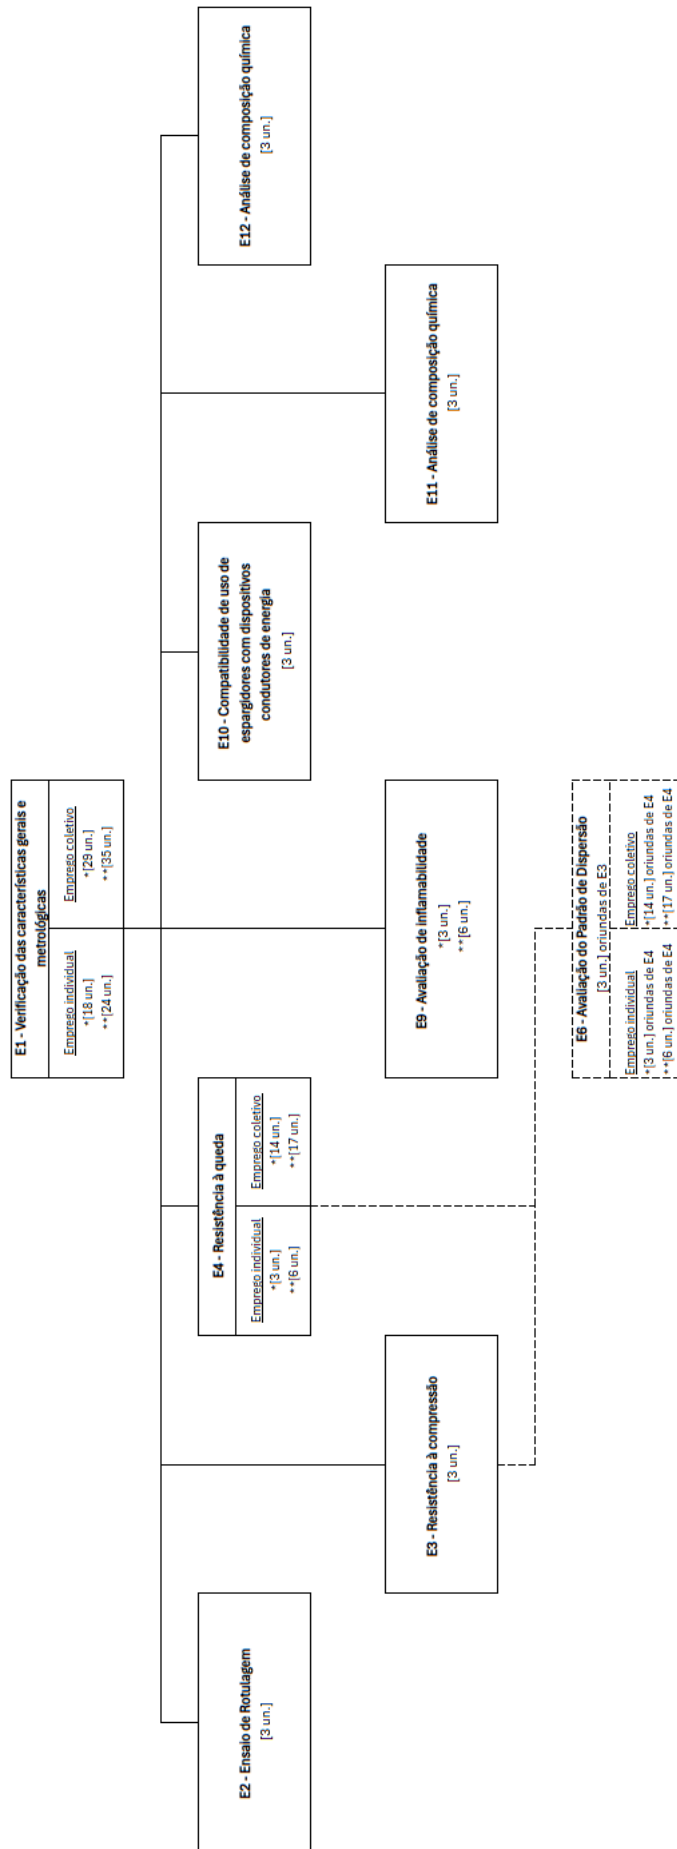 E1 - Verificação das características gerais e
metrológicas
Emprego individual
*[18 un.]
**[24 un.]
Emprego coletivo
*[29 un.]
**[35 un.]
E2 - Ensaio de Rotulagem
[3 un.]
E4 - Resistência à queda
Emprego individual
*[3 un.]
**[6 un.]
Emprego coletivo
*[14 un.]
**[17 un.]
E10 - Compatibilidade de uso de
espargidores com dispositivos
condutores de energia
[3 un.]
E12 - Análise de composição química
[3 un.]
E3 - Resistência à compressão
[3 un.]
E9 - Avaliação de inflamabilidade
*[3 un.]
**[6 un.]
E11 - Análise de composição química
[3 un.]
E6 - Avaliação do Padrão de Dispersão
[3 un.] oriundas de E3
Emprego individual
*[3 un.] oriundas de E4
**[6 un.] oriundas de E4
Emprego coletivo
*[14 un.] oriundas de E4
**[17 un.] oriundas de E4